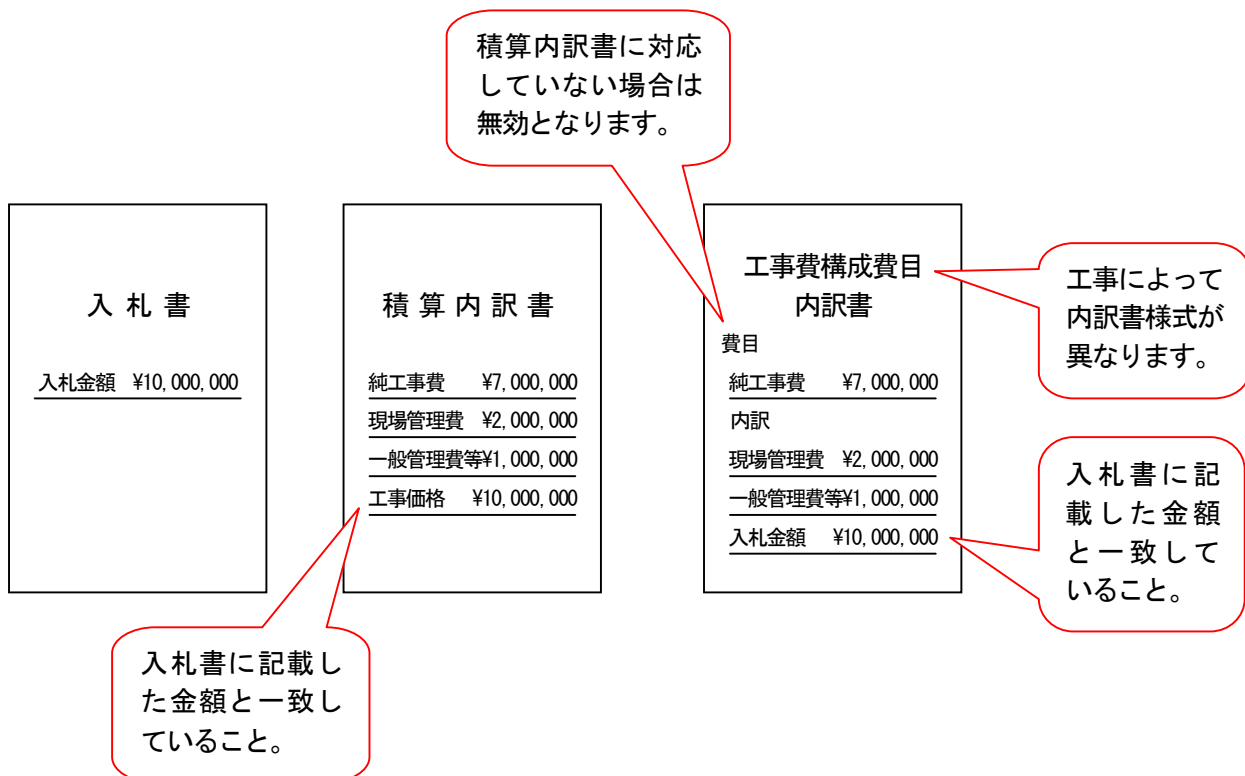 積算内訳書に対応
していない場合は
無効となります。
入札書
入札金額 ¥10,000,000
積算内訳書
純工事費 ¥7,000,000
現場管理費 ¥2,000,000
一般管理費等¥1,000,000
工事価格 ¥10,000,000
工事費構成費目
内訳書
費目
純工事費 ¥7,000,000
内訳
現場管理費 ¥2,000,000
一般管理費等¥1,000,000
入札金額 ¥10,000,000
工事によって
内訳書様式が
異なります。
入札書に記
載した金額
と一致して
いること。
入札書に記載し
た金額と一致し
ていること。